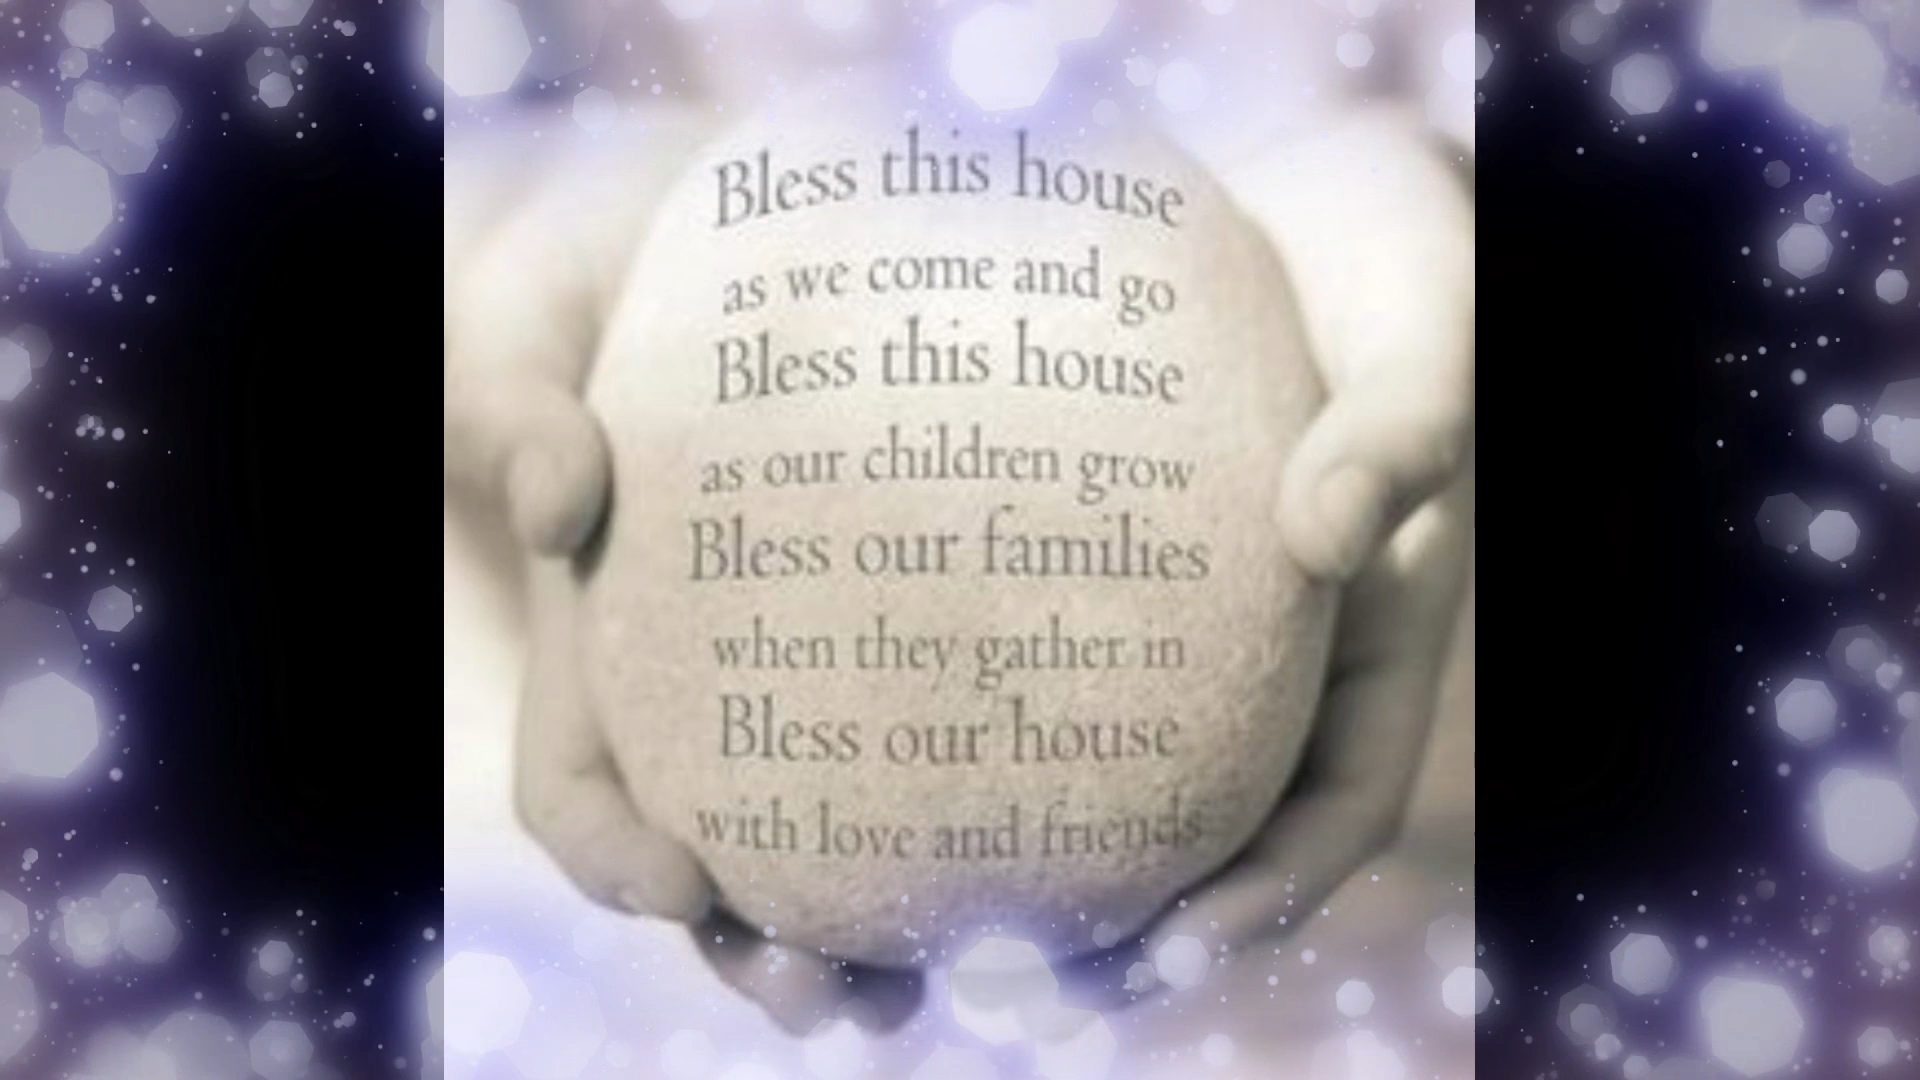 Bless this house
as we come and go
Bless this house
as our children grow
Bless our families
when they gather in
Bless our house
with love and friends